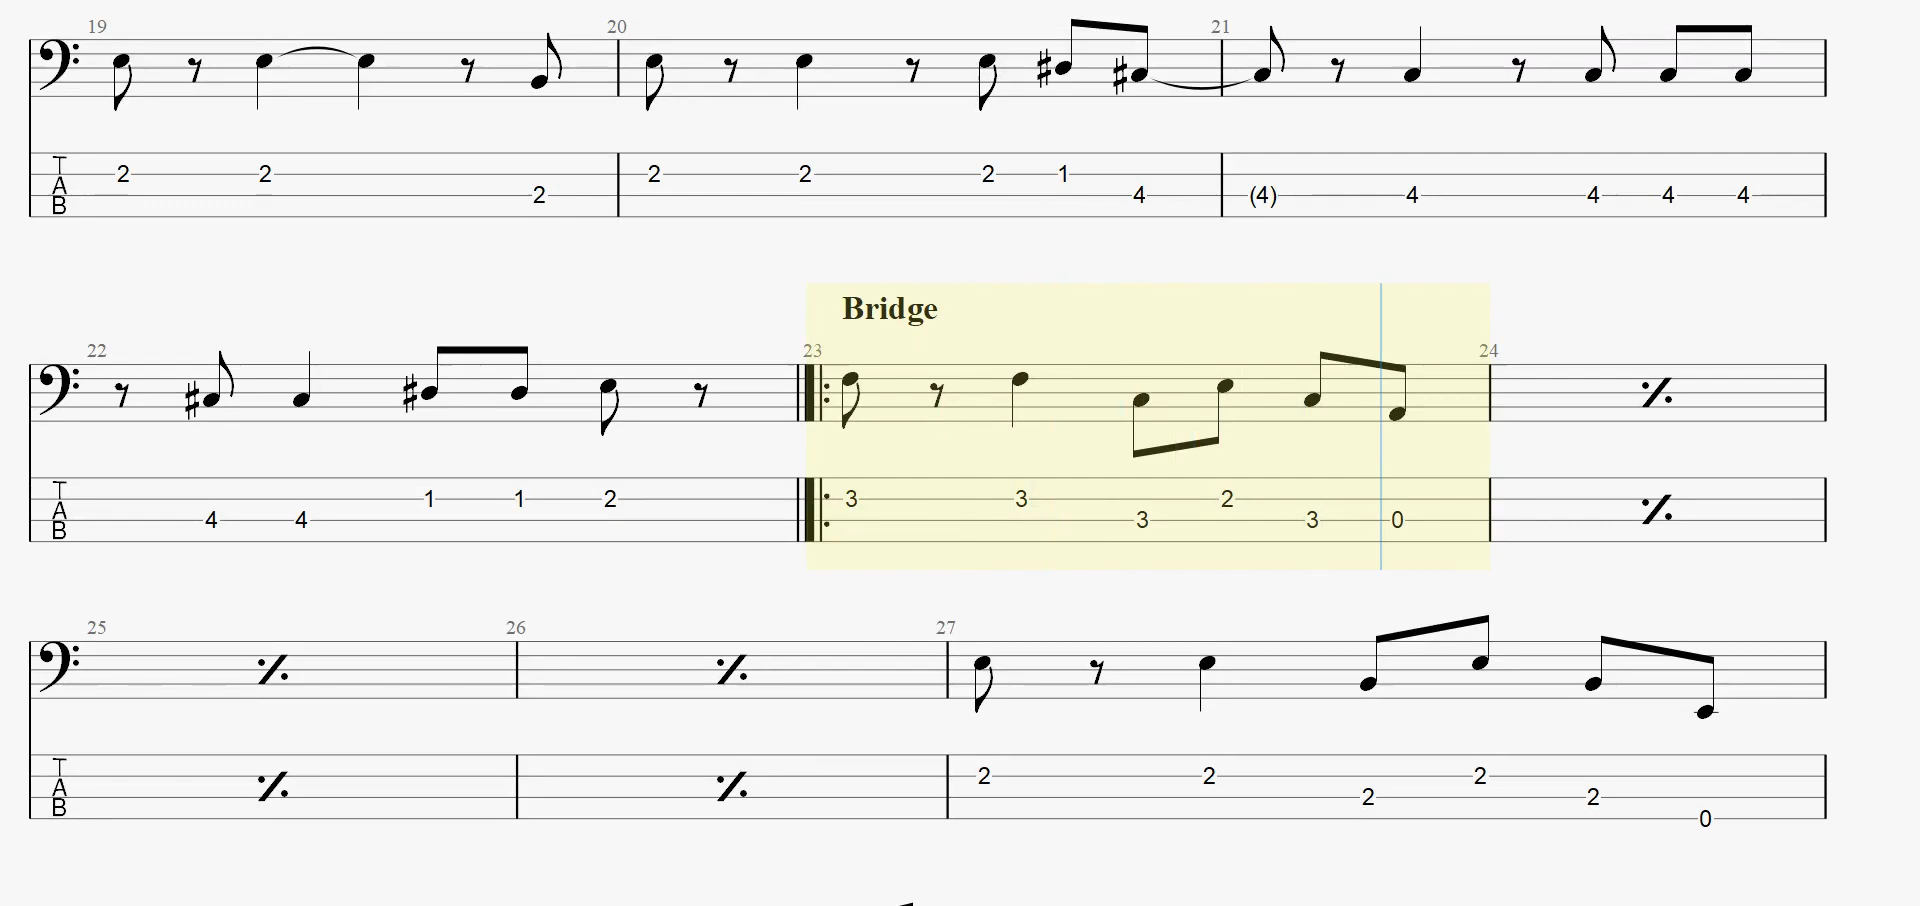 19 20 21
T 2 2 2 2 2 2 1 4 (4) 4 4 4 4
A
B
Bridge
22 23 24
T 4 4 1 1 2 3 3 3 2 3 0
A
B
25 26 27
T 2 2 2 2 2 0
A
B